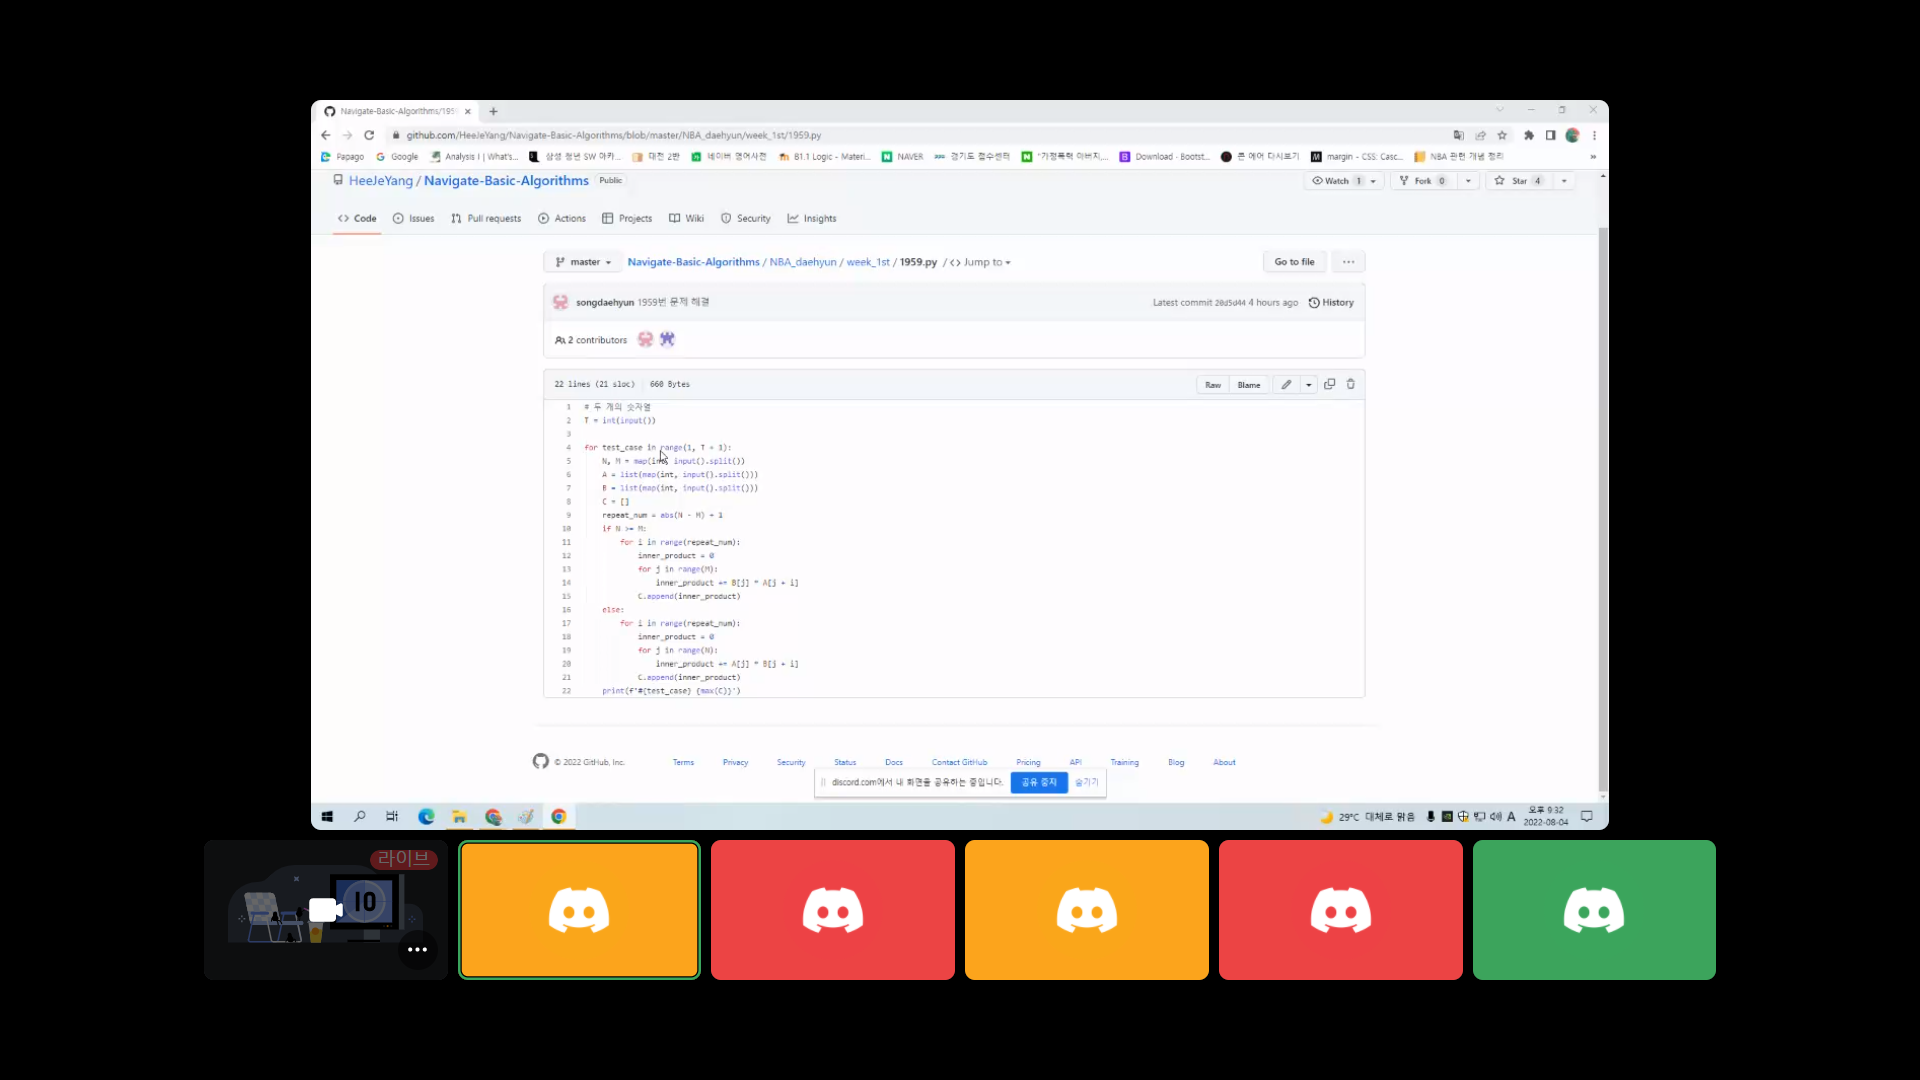 Navigate-Basic-Algorithms/195
github.com/HeeJeYang/Navigate-Basic-Algorithms/blob/master/NBA_daehyun/week_1st/1959.py
Papago Google Analysis I | What's... 삼성 청년 SW 아카... 대전 2반 네이버 영어사전 81.1 Logic - Materi... NAVER 경기도 점수센터 "가정폭력 아버지,... Download · Bootst... 콘 에어 다시보기 margin - CSS: Casc... NBA 관련 개념 정리 »
HeeJeYang / Navigate-Basic-Algorithms Public Watch 1 Fork 0 Star 4
Code Issues Pull requests Actions Projects Wiki Security Insights
master Navigate-Basic-Algorithms / NBA_daehyun / week_1st / 1959.py / <> Jump to Go to file ...
songdaehyun 1959번 문제 해결 Latest commit 20d5d44 4 hours ago History
2 contributors
22 lines (21 sloc) 660 Bytes Raw Blame
1 # 두 개의 숫자열
2 T = int(input())
3
4 for test_case in range(1, T + 1):
5 N, M = map(int, input().split())
6 A = list(map(int, input().split()))
7 B = list(map(int, input().split()))
8 C = []
9 repeat_num = abs(N - M) + 1
10 if N >= M:
11 for i in range(repeat_num):
12 inner_product = 0
13 for j in range(M):
14 inner_product += B[j] * A[j + i]
15 C.append(inner_product)
16 else:
17 for i in range(repeat_num):
18 inner_product = 0
19 for j in range(N):
20 inner_product += A[j] * B[j + i]
21 C.append(inner_product)
22 print(f'#{test_case} {max(C)}')
© 2022 GitHub, Inc. Terms Privacy Security Status Docs Contact GitHub Pricing API Training Blog About
discord.com에서 내 화면을 공유하는 중입니다. 공유 중지 숨기기
29°C 대체로 맑음 A 오후 9:32
2022-08-04
라이브
10